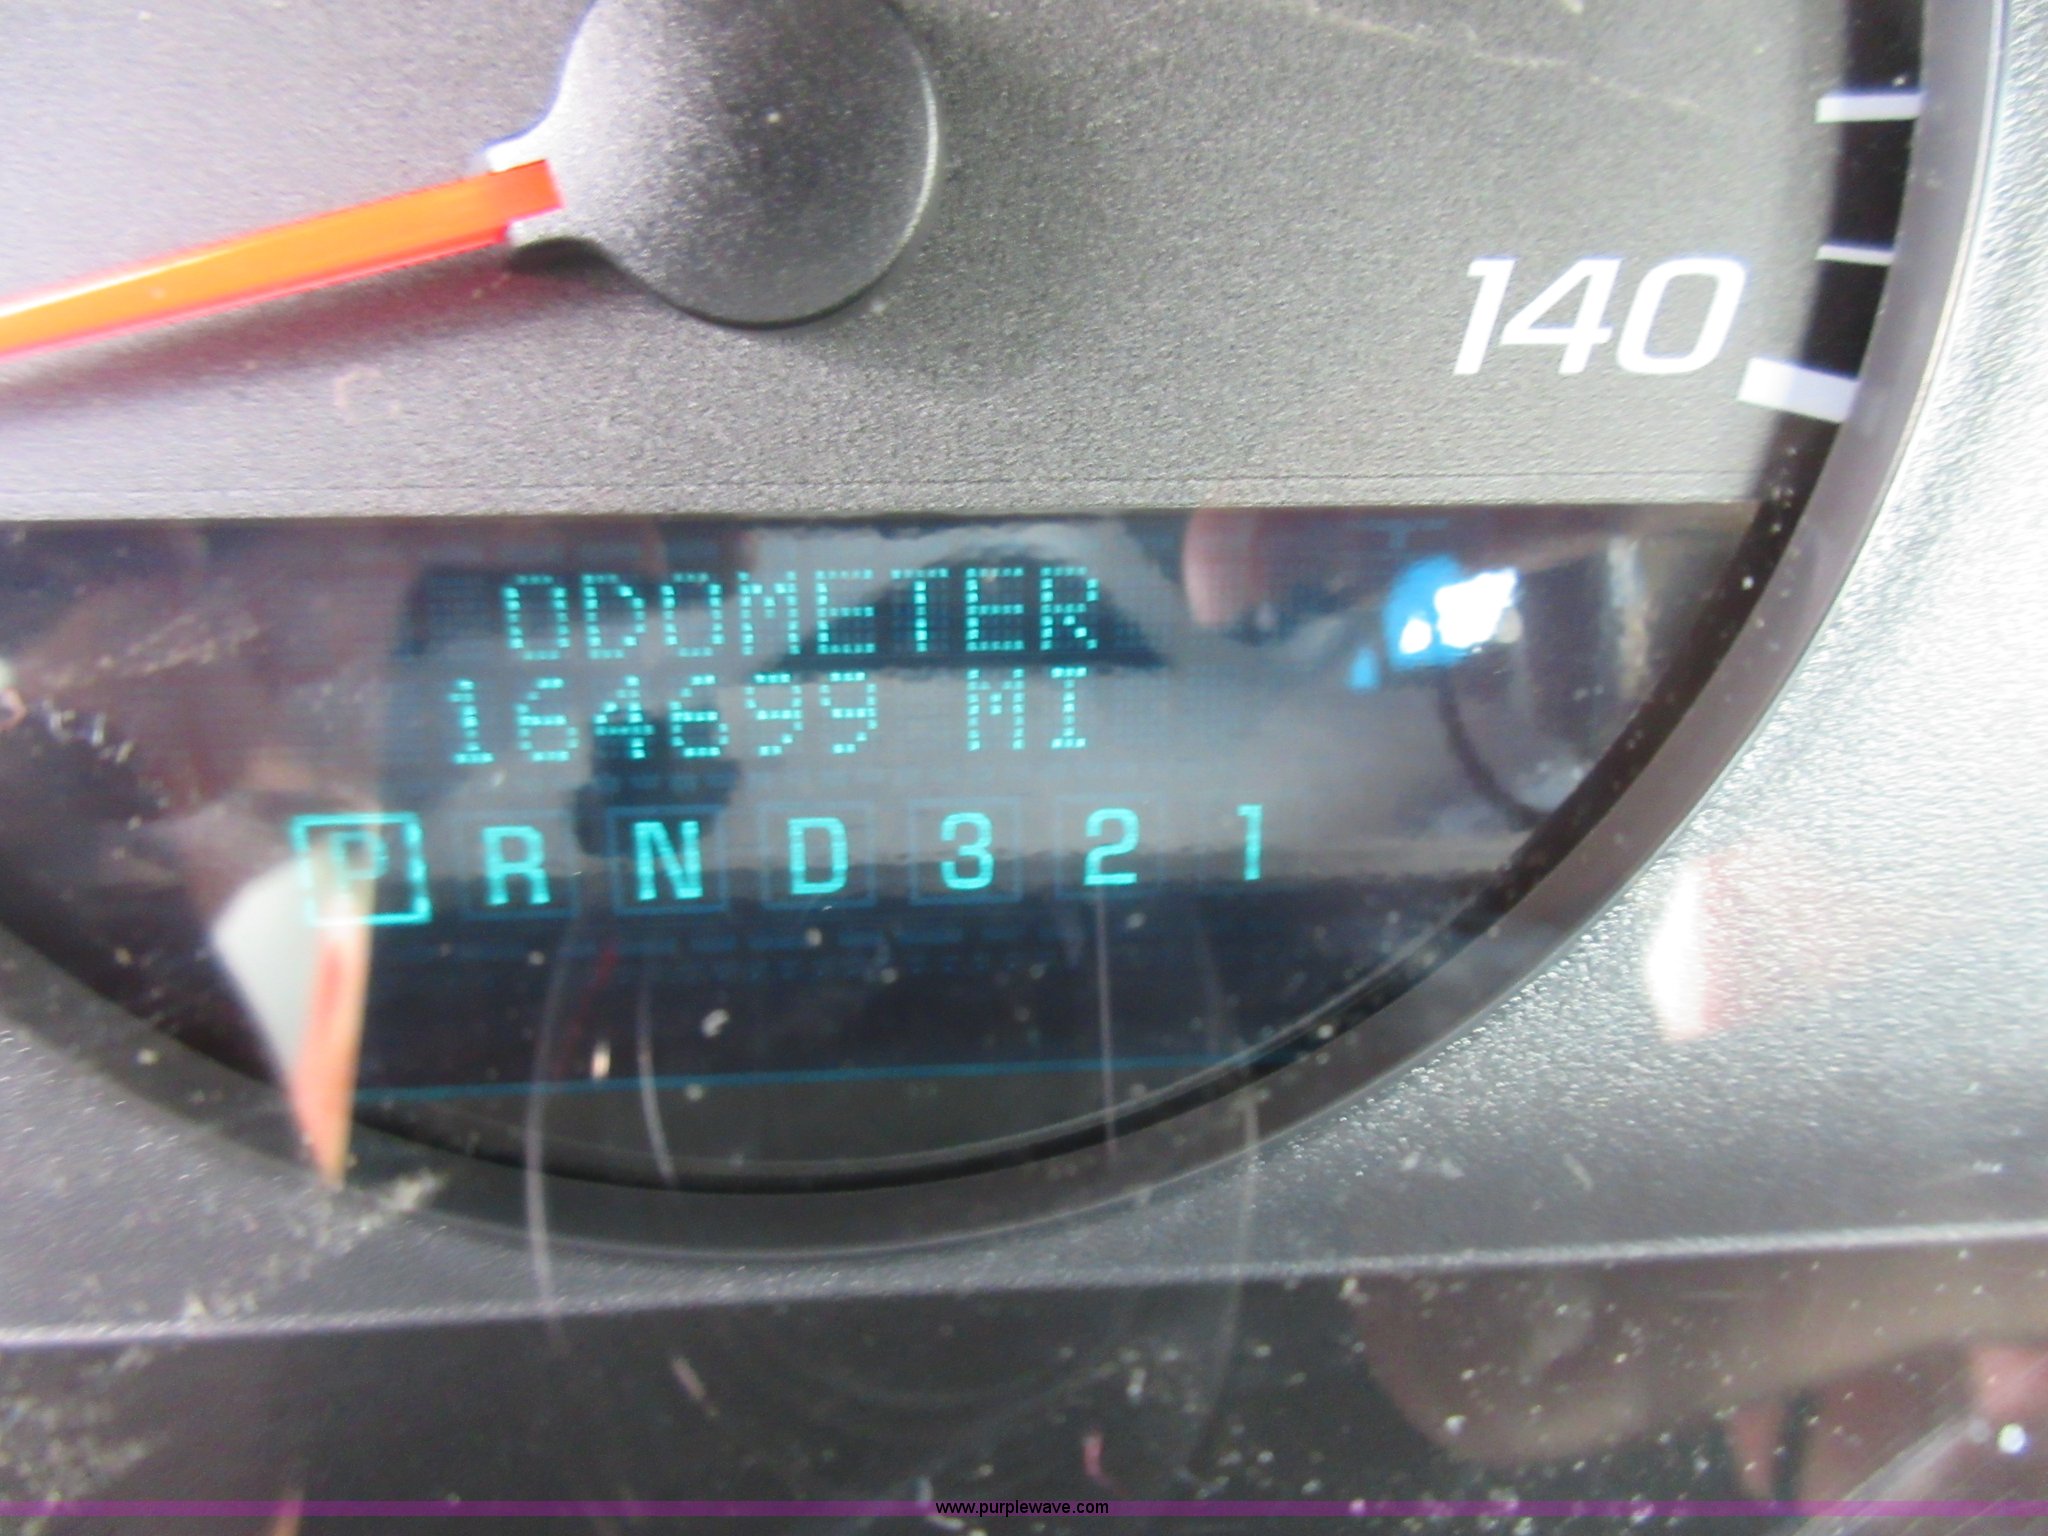 140
ODOMETER
164699 MI
P R N D 3 2 1
www.purplewave.com